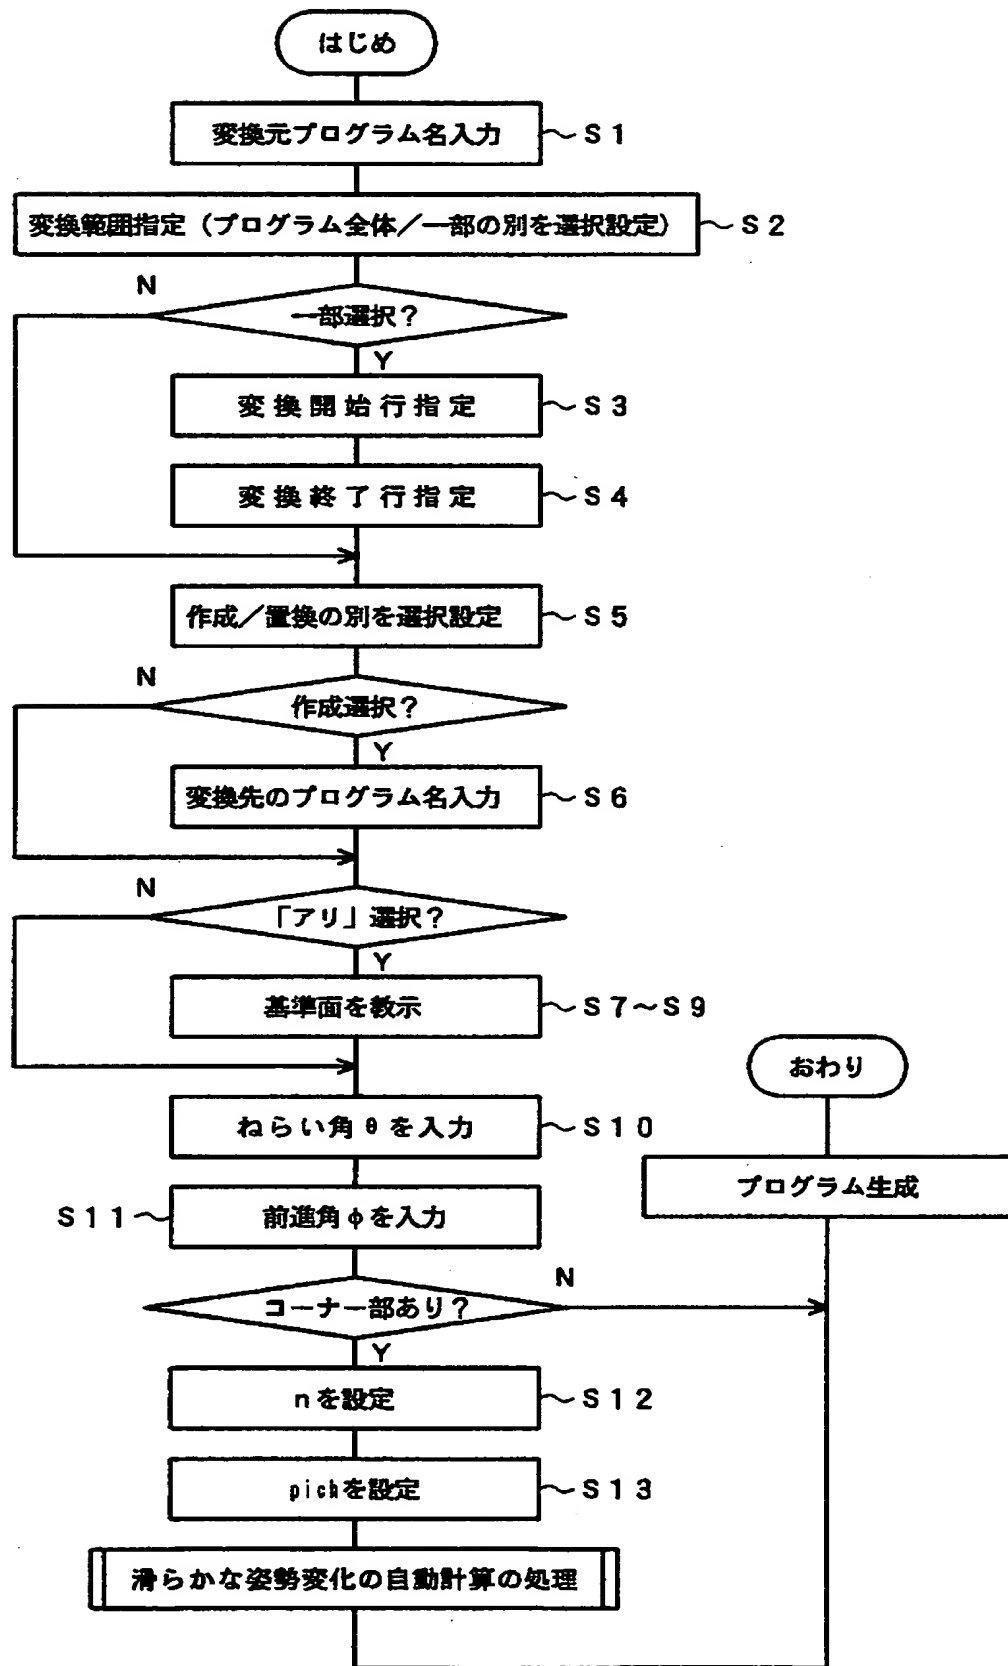 はじめ
変換元プログラム名入力 S1
変換範囲指定（プログラム全体／一部の別を選択設定） S2
N
一部選択？
Y
変換開始行指定 S3
変換終了行指定 S4
作成／置換の別を選択設定 S5
N
作成選択？
Y
変換先のプログラム名入力 S6
N
「アリ」選択？
Y
基準面を教示 S7～S9
おわり
ねらい角θを入力 S10
プログラム生成
S11 前進角φを入力
N
コーナー部あり？
Y
nを設定 S12
pichを設定 S13
滑らかな姿勢変化の自動計算の処理